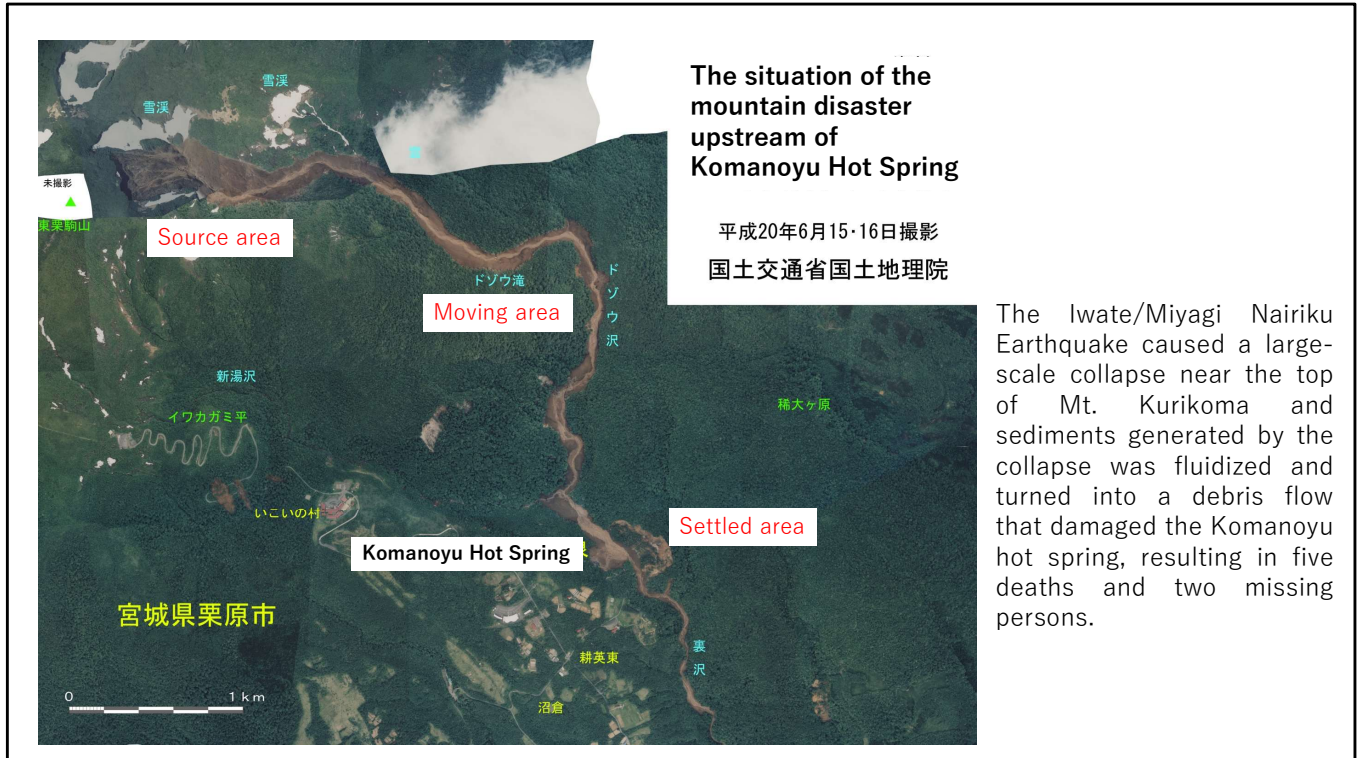 雪渓
雪渓
The situation of the
mountain disaster
upstream of
Komanoyu Hot Spring
未撮影
東栗駒山
Source area
平成20年6月15・16日撮影
国土交通省国土地理院
ドゾウ滝
ドゾウ沢
Moving area
The Iwate/Miyagi Nairiku
Earthquake caused a large-
scale collapse near the top
of Mt. Kurikoma and
sediments generated by the
collapse was fluidized and
turned into a debris flow
that damaged the Komanoyu
hot spring, resulting in five
deaths and two missing
persons.
新湯沢
イワカガミ平
稀大ヶ原
いこいの村
Settled area
Komanoyu Hot Spring
宮城県栗原市
耕英東
裏沢
沼倉
0 1 km